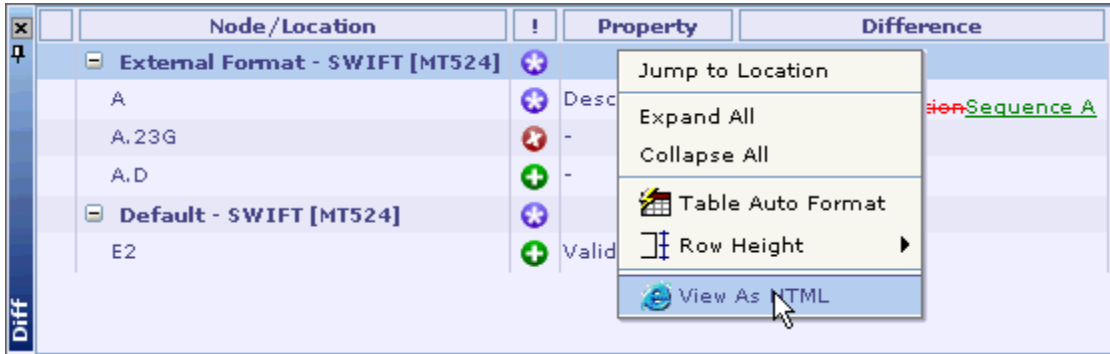 Node/Location ! Property Difference
External Format - SWIFT [MT524]
A Desc Sequence A
A.23G -
A.D -
Default - SWIFT [MT524]
E2 Valid
Jump to Location
Expand All
Collapse All
Table Auto Format
Row Height
View As HTML
Diff